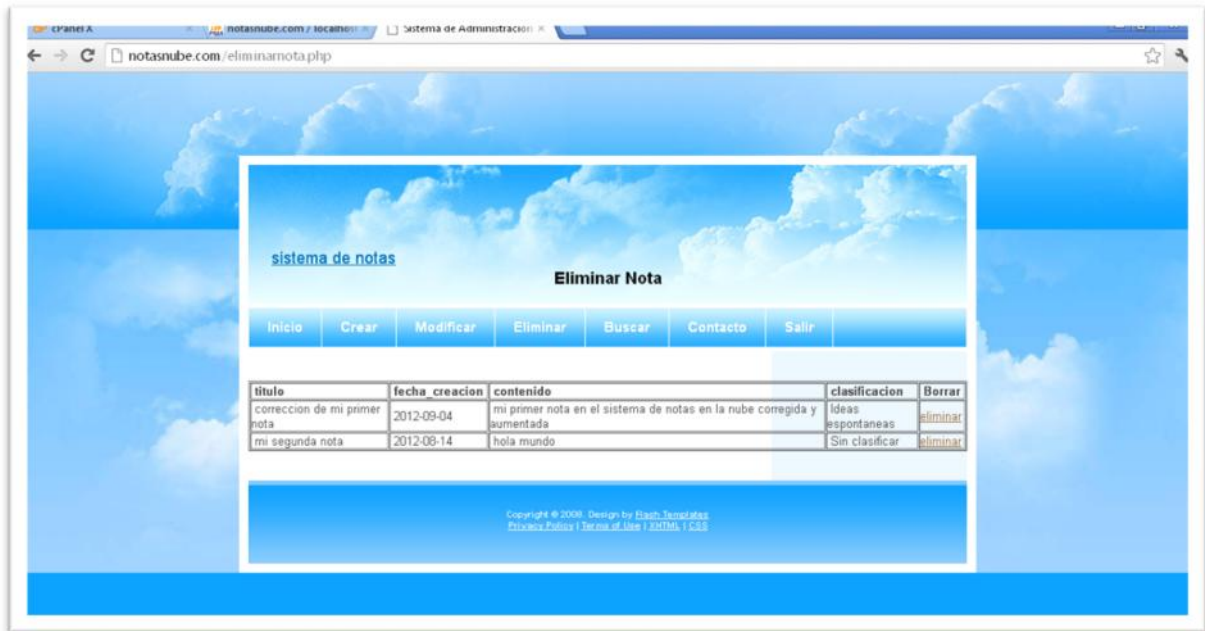 cPanel X
notasnube.com / localhost
Sistema de Administracion
notasnube.com/eliminarnota.php
sistema de notas
Eliminar Nota
Inicio Crear Modificar Eliminar Buscar Contacto Salir
titulo fecha_creacion contenido clasificacion Borrar
correccion de mi primer nota 2012-09-04 mi primer nota en el sistema de notas en la nube corregida y aumentada Ideas espontaneas eliminar
mi segunda nota 2012-08-14 hola mundo Sin clasificar eliminar
Copyright © 2008. Design by Flash Templates
Privacy Policy | Terms of Use | XHTML | CSS